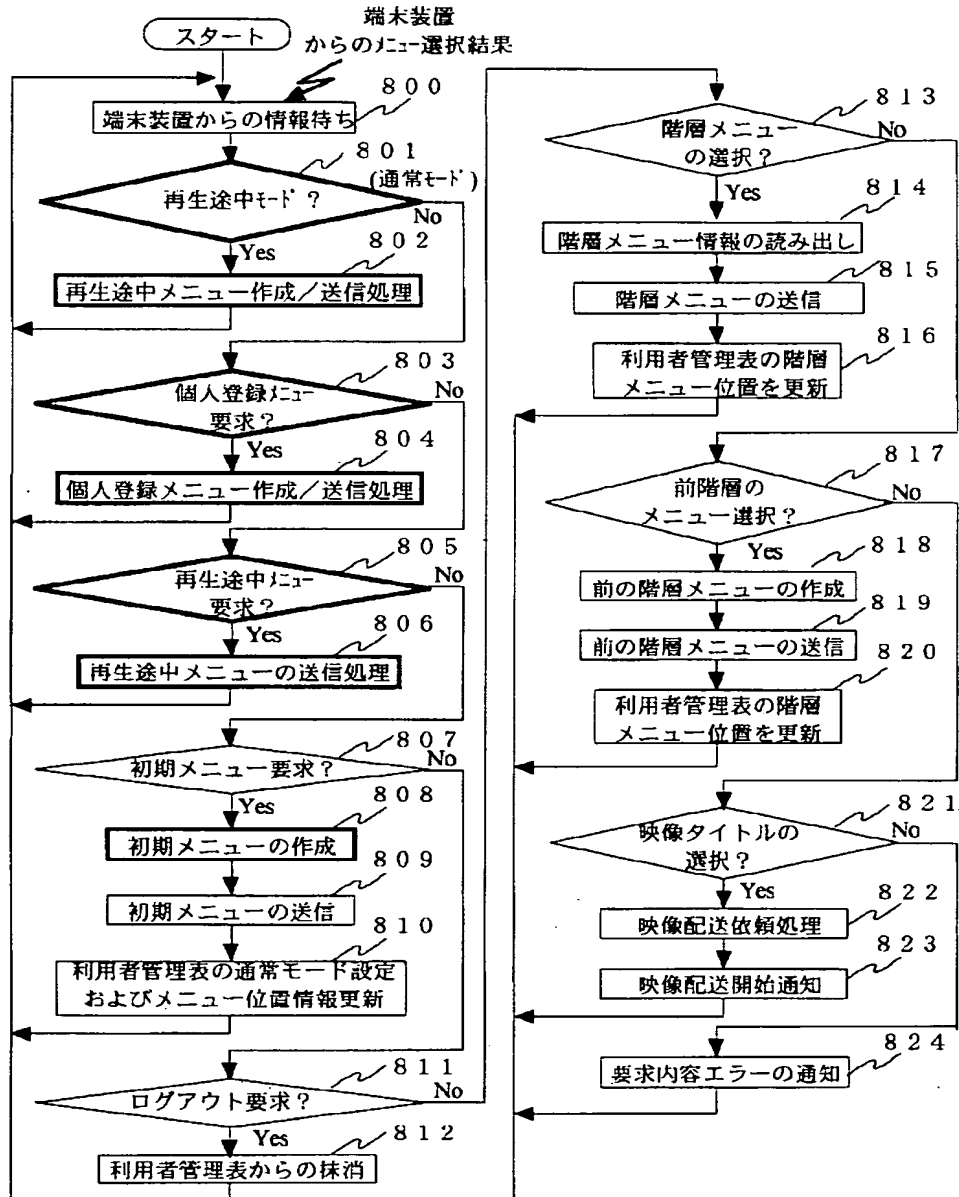 端末装置
からのメニュー選択結果
スタート
800
端末装置からの情報待ち
801
(通常モード)
再生途中モード？
No
Yes
802
再生途中メニュー作成／送信処理
803
個人登録メニュー
要求？
No
Yes
804
個人登録メニュー作成／送信処理
805
再生途中メニュー
要求？
No
Yes
806
再生途中メニューの送信処理
807
初期メニュー要求？
No
Yes
808
初期メニューの作成
809
初期メニューの送信
810
利用者管理表の通常モード設定
およびメニュー位置情報更新
811
ログアウト要求？
No
Yes
812
利用者管理表からの抹消
813
階層メニュー
の選択？
No
Yes
814
階層メニュー情報の読み出し
815
階層メニューの送信
816
利用者管理表の階層
メニュー位置を更新
817
前階層の
メニュー選択？
No
Yes
818
前の階層メニューの作成
819
前の階層メニューの送信
820
利用者管理表の階層
メニュー位置を更新
821
映像タイトルの
選択？
No
Yes
822
映像配送依頼処理
823
映像配送開始通知
824
要求内容エラーの通知